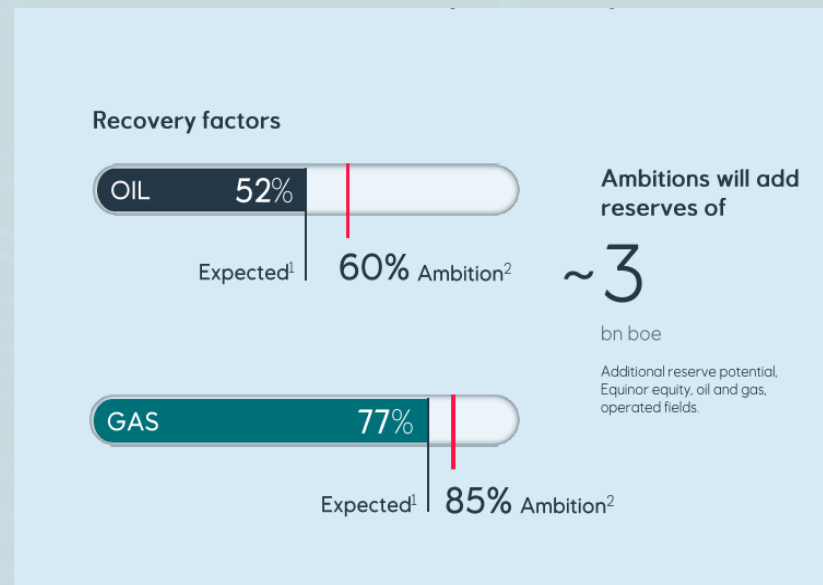 Recovery factors
OIL 52%
Expected¹ 60% Ambition²
Ambitions will add
reserves of
~3
bn boe
Additional reserve potential,
Equinor equity, oil and gas,
operated fields.
GAS 77%
Expected¹ 85% Ambition²